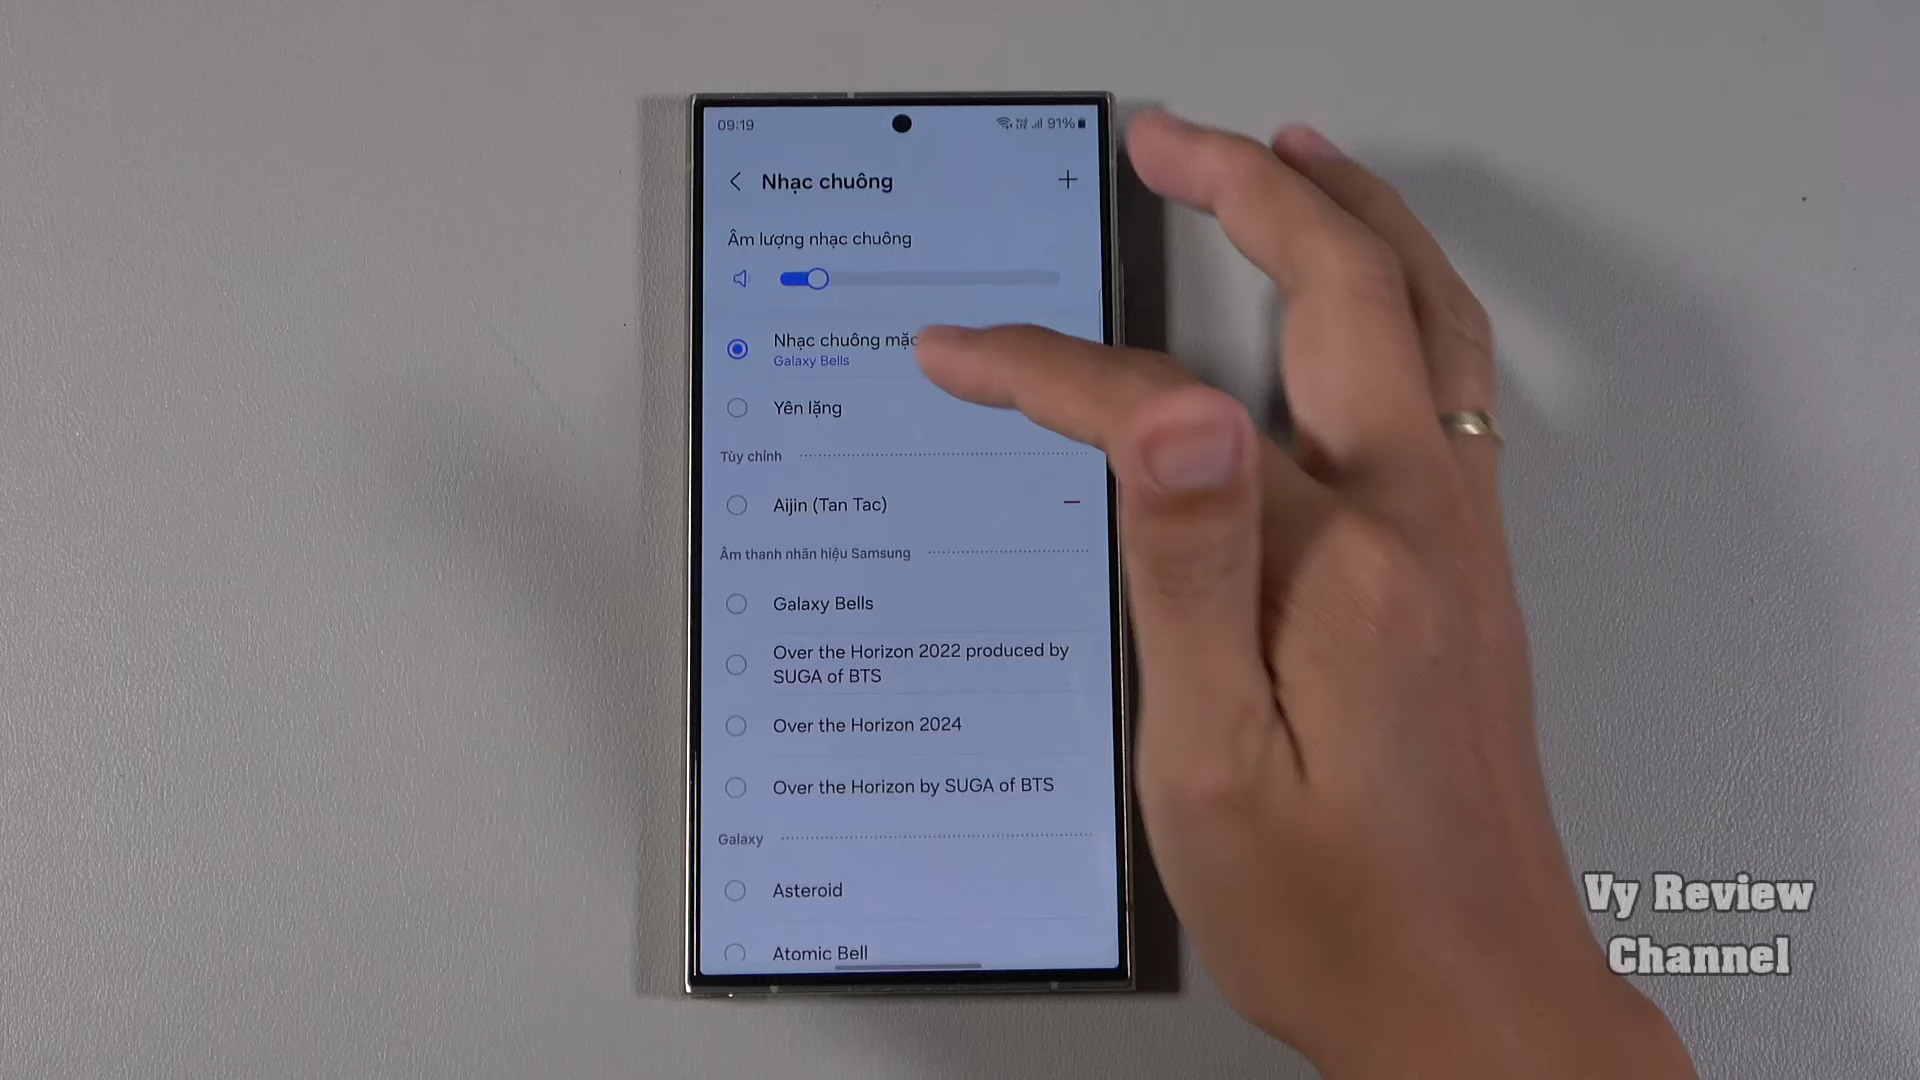 09:19
91%
Nhạc chuông
Âm lượng nhạc chuông
Nhạc chuông mặc
Galaxy Bells
Yên lặng
Tùy chỉnh
Aijin (Tan Tac)
Âm thanh nhãn hiệu Samsung
Galaxy Bells
Over the Horizon 2022 produced by
SUGA of BTS
Over the Horizon 2024
Over the Horizon by SUGA of BTS
Galaxy
Asteroid
Atomic Bell
Vy Review
Channel